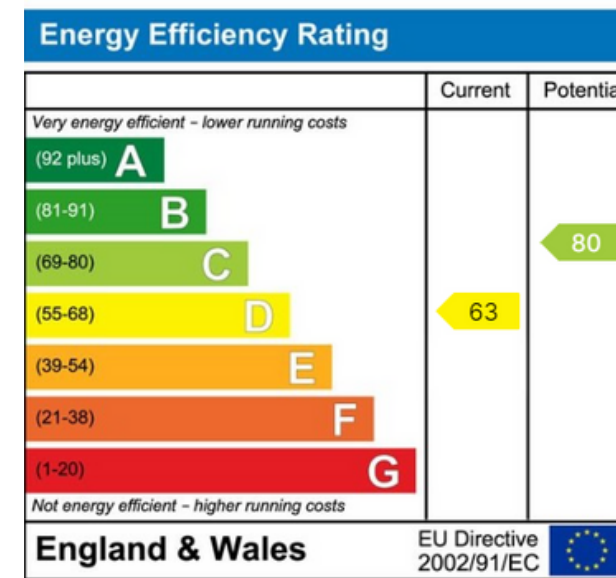 Energy Efficiency Rating
Current Potentia
Very energy efficient – lower running costs
(92 plus) A
(81-91) B
(69-80) C
80
(55-68) D
63
(39-54) E
(21-38) F
(1-20) G
Not energy efficient – higher running costs
England & Wales
EU Directive
2002/91/EC